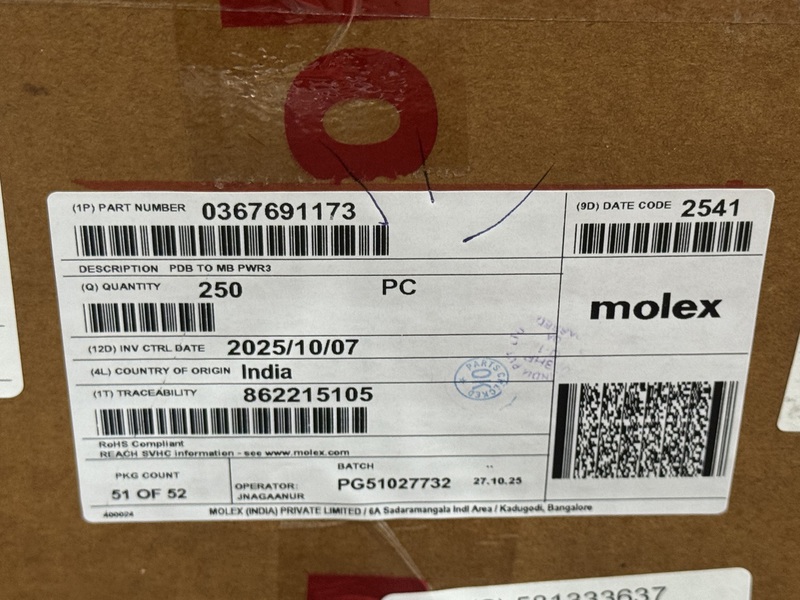 (1P) PART NUMBER 0367691173
(9D) DATE CODE 2541
DESCRIPTION PDB TO MB PWR3
(Q) QUANTITY 250 PC
molex
(12D) INV CTRL DATE 2025/10/07
(4L) COUNTRY OF ORIGIN India
PARTS CHECKED
OK
(1T) TRACEABILITY 862215105
RoHS Compliant
REACH SVHC information - see www.molex.com
PKG COUNT
51 OF 52
OPERATOR:
JNAGAANUR
BATCH
PG51027732 27.10.25
400024 MOLEX (INDIA) PRIVATE LIMITED / 6A Sadaramangala Indl Area / Kadugodi, Bangalore